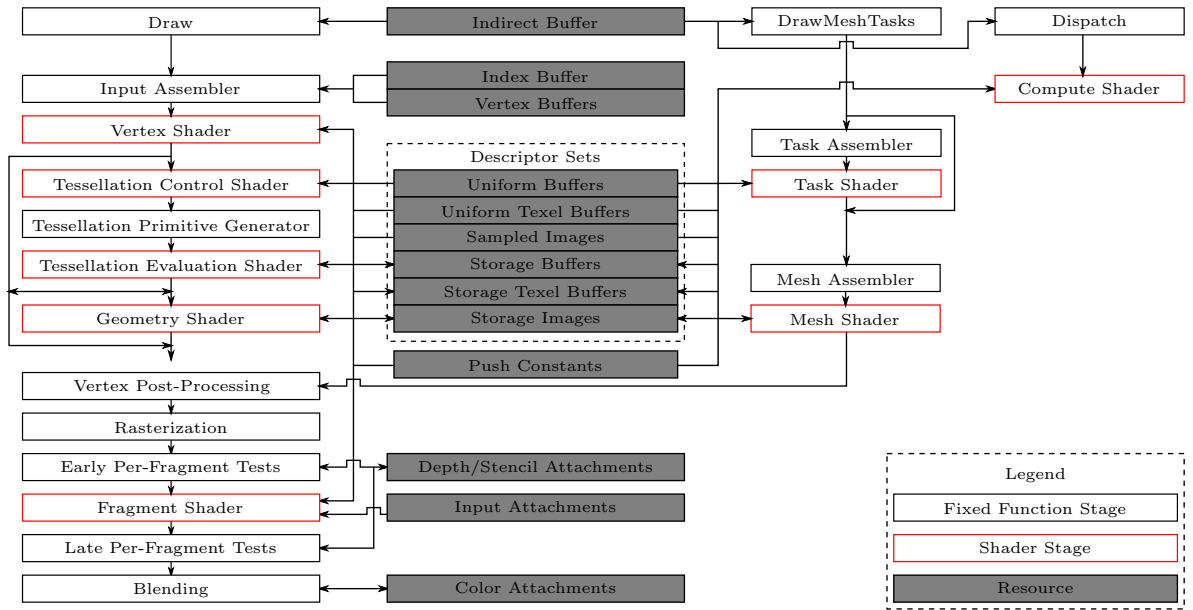 Draw
Indirect Buffer
DrawMeshTasks
Dispatch
Input Assembler
Index Buffer
Vertex Buffers
Compute Shader
Vertex Shader
Task Assembler
Descriptor Sets
Tessellation Control Shader
Uniform Buffers
Task Shader
Tessellation Primitive Generator
Uniform Texel Buffers
Sampled Images
Tessellation Evaluation Shader
Storage Buffers
Mesh Assembler
Storage Texel Buffers
Geometry Shader
Storage Images
Mesh Shader
Push Constants
Vertex Post-Processing
Rasterization
Early Per-Fragment Tests
Depth/Stencil Attachments
Fragment Shader
Input Attachments
Late Per-Fragment Tests
Blending
Color Attachments
Legend
Fixed Function Stage
Shader Stage
Resource